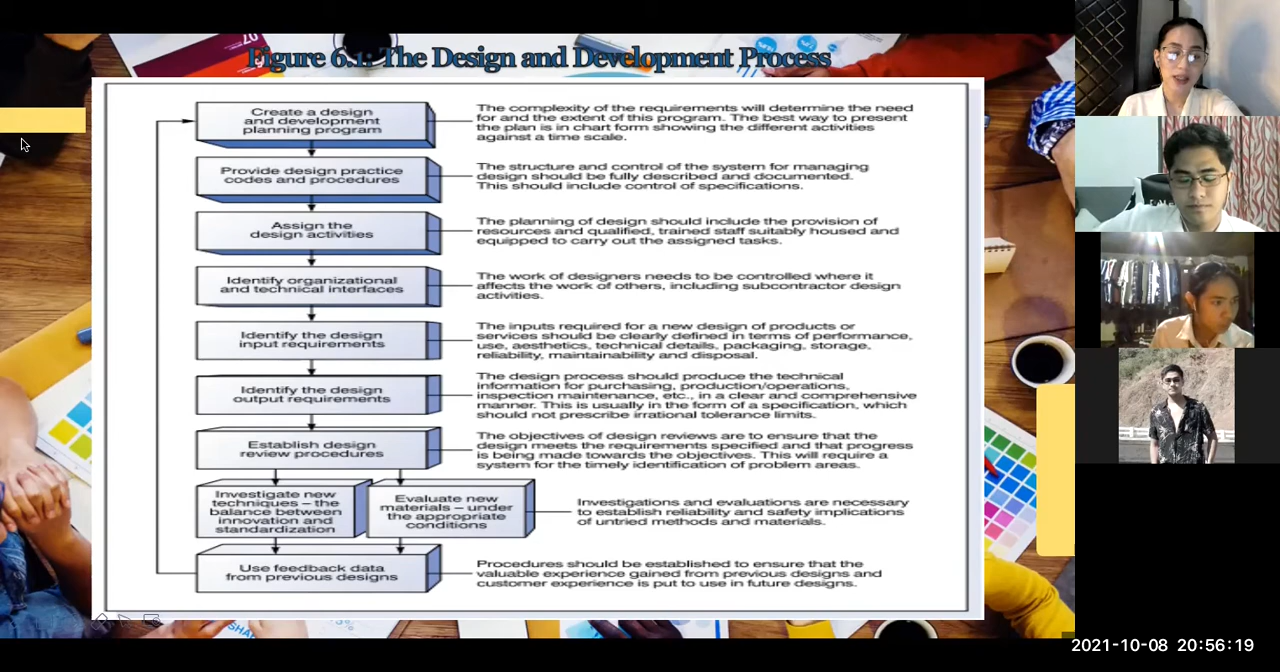 Figure 6.1: The Design and Development Process
Create a design
and development
planning program
The complexity of the requirements will determine the need
for and the extent of this program. The best way to present
the plan is in chart form showing the different activities
against a time scale.
Provide design practice
codes and procedures
The structure and control of the system for managing
design should be fully described and documented.
This should include control of specifications.
Assign the
design activities
The planning of design should include the provision of
resources and qualified, trained staff suitably housed and
equipped to carry out the assigned tasks.
Identify organizational
and technical interfaces
The work of designers needs to be controlled where it
affects the work of others, including subcontractor design
activities.
Identify the design
input requirements
The inputs required for a new design of products or
services should be clearly defined in terms of performance,
use, aesthetics, technical details, packaging, storage,
reliability, maintainability and disposal.
Identify the design
output requirements
The design process should produce the technical
information for purchasing, production/operations,
inspection maintenance, etc., in a clear and comprehensive
manner. This is usually in the form of a specification, which
should not prescribe irrational tolerance limits.
Establish design
review procedures
The objectives of design reviews are to ensure that the
design meets the requirements specified and that progress
is being made towards the objectives. This will require a
system for the timely identification of problem areas.
Investigate new
techniques – the
balance between
innovation and
standardization
Evaluate new
materials – under
the appropriate
conditions
Investigations and evaluations are necessary
to establish reliability and safety implications
of untried methods and materials.
Use feedback data
from previous designs
Procedures should be established to ensure that the
valuable experience gained from previous designs and
customer experience is put to use in future designs.
2021-10-08 20:56:19